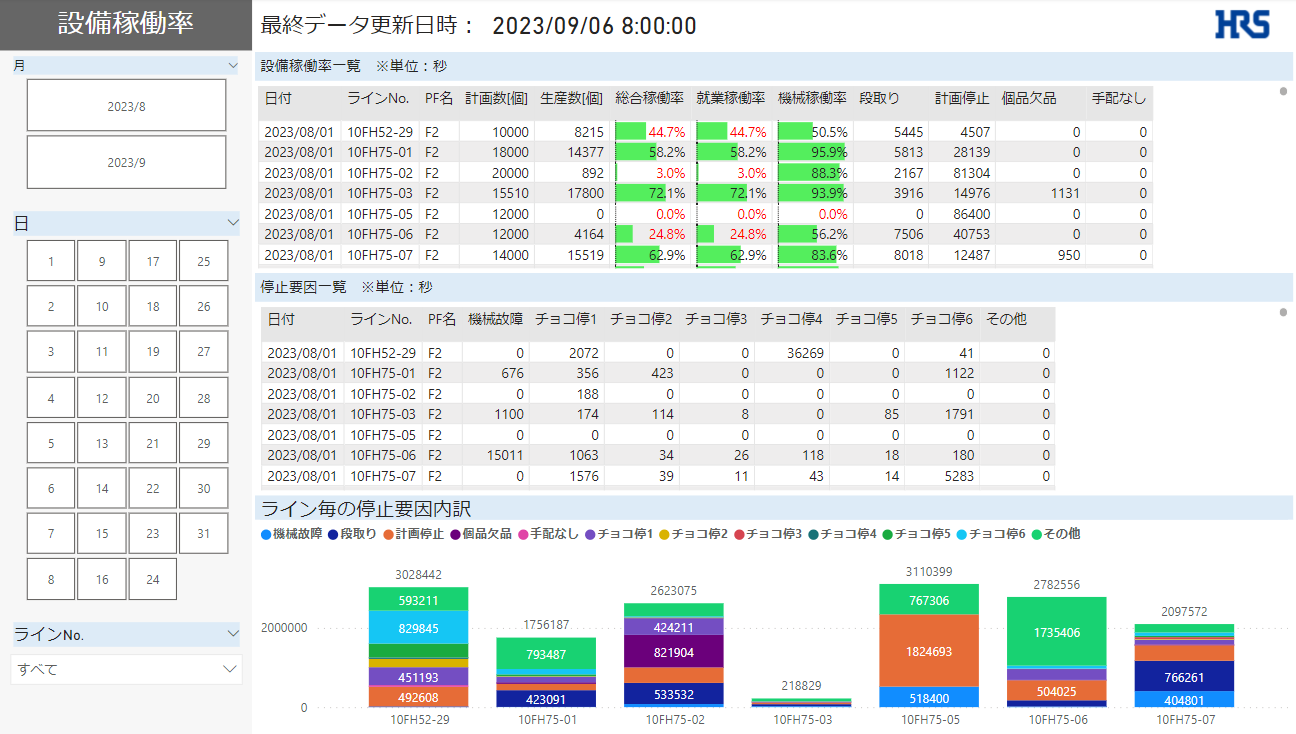 設備稼働率
最終データ更新日時： 2023/09/06 8:00:00
HRS
月
2023/8
2023/9
日
1 9 17 25
2 10 18 26
3 11 19 27
4 12 20 28
5 13 21 29
6 14 22 30
7 15 23 31
8 16 24
ラインNo.
すべて
設備稼働率一覧 ※単位：秒
日付 ラインNo. PF名 計画数[個] 生産数[個] 総合稼働率 就業稼働率 機械稼働率 段取り 計画停止 個品欠品 手配なし
2023/08/01 10FH52-29 F2 10000 8215 44.7% 44.7% 50.5% 5445 4507 0 0
2023/08/01 10FH75-01 F2 18000 14377 58.2% 58.2% 95.9% 5813 28139 0 0
2023/08/01 10FH75-02 F2 20000 892 3.0% 3.0% 88.3% 2167 81304 0 0
2023/08/01 10FH75-03 F2 15510 17800 72.1% 72.1% 93.9% 3916 14976 1131 0
2023/08/01 10FH75-05 F2 12000 0 0.0% 0.0% 0.0% 0 86400 0 0
2023/08/01 10FH75-06 F2 12000 4164 24.8% 24.8% 56.2% 7506 40753 0 0
2023/08/01 10FH75-07 F2 14000 15519 62.9% 62.9% 83.6% 8018 12487 950 0
停止要因一覧 ※単位：秒
日付 ラインNo. PF名 機械故障 チョコ停1 チョコ停2 チョコ停3 チョコ停4 チョコ停5 チョコ停6 その他
2023/08/01 10FH52-29 F2 0 2072 0 0 36269 0 41 0
2023/08/01 10FH75-01 F2 676 356 423 0 0 0 1122 0
2023/08/01 10FH75-02 F2 0 188 0 0 0 0 0 0
2023/08/01 10FH75-03 F2 1100 174 114 8 0 85 1791 0
2023/08/01 10FH75-05 F2 0 0 0 0 0 0 0 0
2023/08/01 10FH75-06 F2 15011 1063 34 26 118 18 180 0
2023/08/01 10FH75-07 F2 0 1576 39 11 43 14 5283 0
ライン毎の停止要因内訳
機械故障 段取り 計画停止 個品欠品 手配なし チョコ停1 チョコ停2 チョコ停3 チョコ停4 チョコ停5 チョコ停6 その他
2000000
0
3028442
593211
829845
451193
492608
10FH52-29
1756187
793487
423091
10FH75-01
2623075
424211
821904
533532
10FH75-02
218829
10FH75-03
3110399
767306
1824693
518400
10FH75-05
2782556
1735406
504025
10FH75-06
2097572
766261
404801
10FH75-07